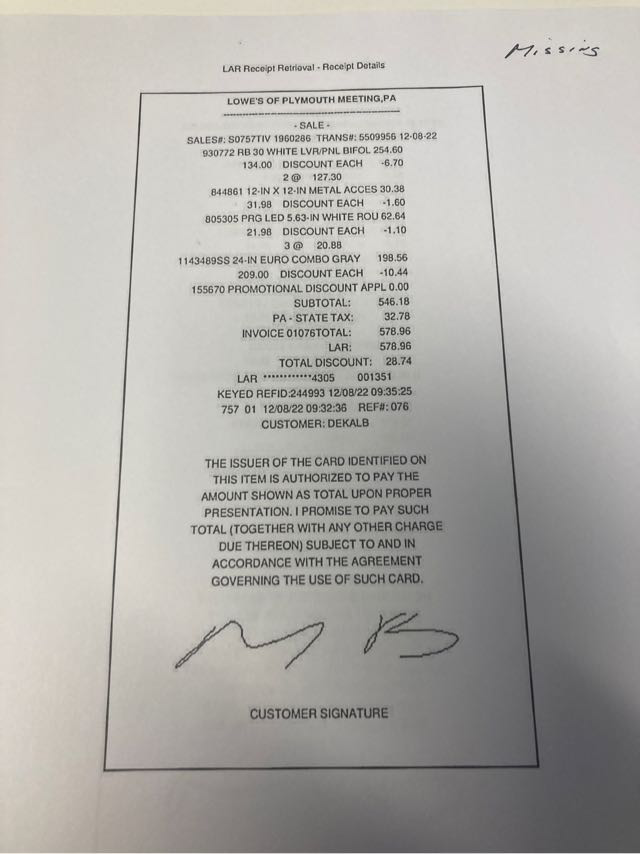 Missing
LAR Receipt Retrieval - Receipt Details
LOWE'S OF PLYMOUTH MEETING,PA
- SALE -
SALES#: S0757TIV 1960286 TRANS#: 5509956 12-08-22
930772 RB 30 WHITE LVR/PNL BIFOL 254.60
134.00 DISCOUNT EACH -6.70
2 @ 127.30
844861 12-IN X 12-IN METAL ACCES 30.38
31.98 DISCOUNT EACH -1.60
805305 PRG LED 5.63-IN WHITE ROU 62.64
21.98 DISCOUNT EACH -1.10
3 @ 20.88
1143489SS 24-IN EURO COMBO GRAY 198.56
209.00 DISCOUNT EACH -10.44
155670 PROMOTIONAL DISCOUNT APPL 0.00
SUBTOTAL: 546.18
PA - STATE TAX: 32.78
INVOICE 01076TOTAL: 578.96
LAR: 578.96
TOTAL DISCOUNT: 28.74
LAR ************4305 001351
KEYED REFID:244993 12/08/22 09:35:25
757 01 12/08/22 09:32:36 REF#: 076
CUSTOMER: DEKALB
THE ISSUER OF THE CARD IDENTIFIED ON
THIS ITEM IS AUTHORIZED TO PAY THE
AMOUNT SHOWN AS TOTAL UPON PROPER
PRESENTATION. I PROMISE TO PAY SUCH
TOTAL (TOGETHER WITH ANY OTHER CHARGE
DUE THEREON) SUBJECT TO AND IN
ACCORDANCE WITH THE AGREEMENT
GOVERNING THE USE OF SUCH CARD.
CUSTOMER SIGNATURE